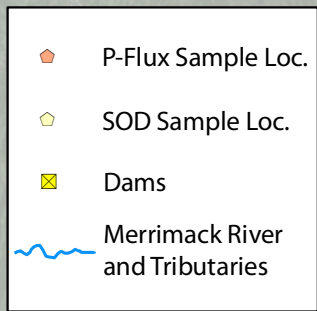 P-Flux Sample Loc.
SOD Sample Loc.
Dams
Merrimack River
and Tributaries